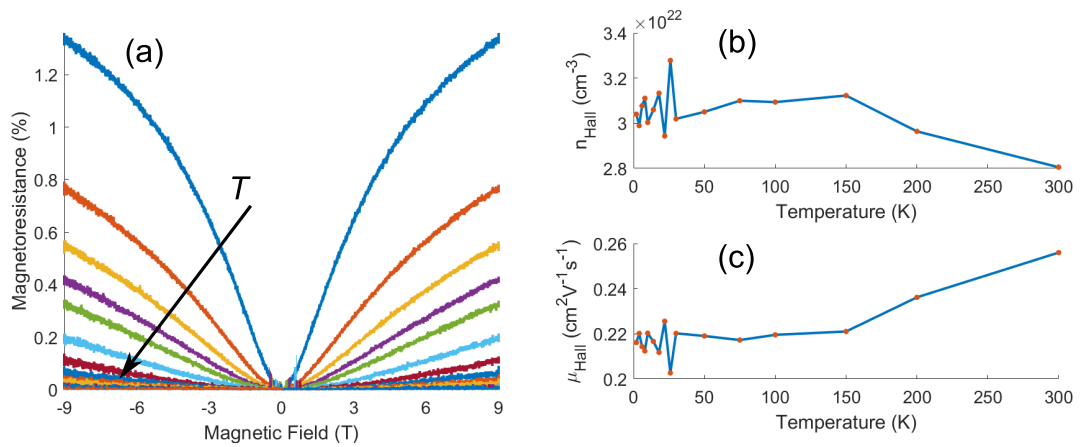 (a)
T
Magnetoresistance (%)
1.2
1
0.8
0.6
0.4
0.2
0
-9 -6 -3 0 3 6 9
Magnetic Field (T)
(b)
×10²²
n_Hall (cm⁻³)
3.4
3.2
3
2.8
0 50 100 150 200 250 300
Temperature (K)
(c)
μ_Hall (cm²V⁻¹s⁻¹)
0.26
0.24
0.22
0.2
0 50 100 150 200 250 300
Temperature (K)